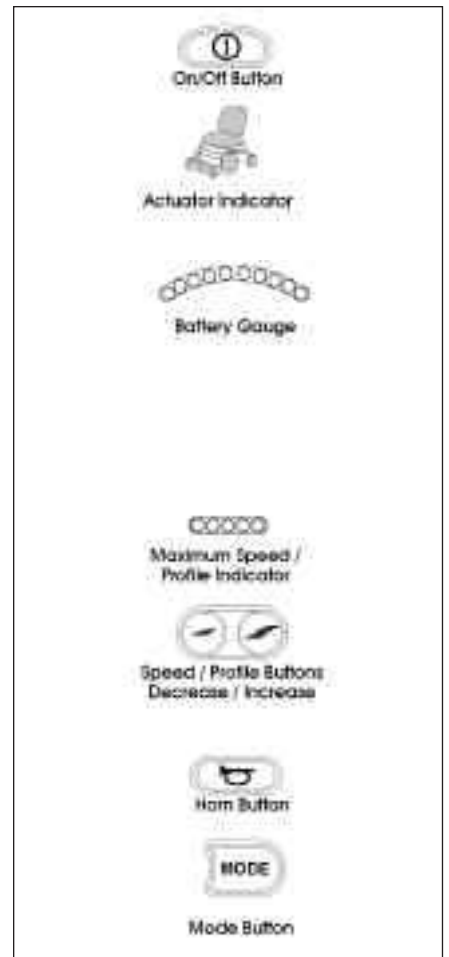 On/Off Button
Actuator Indicator
Battery Gauge
Maximum Speed /
Profile Indicator
Speed / Profile Buttons
Decrease / Increase
Horn Button
MODE
Mode Button